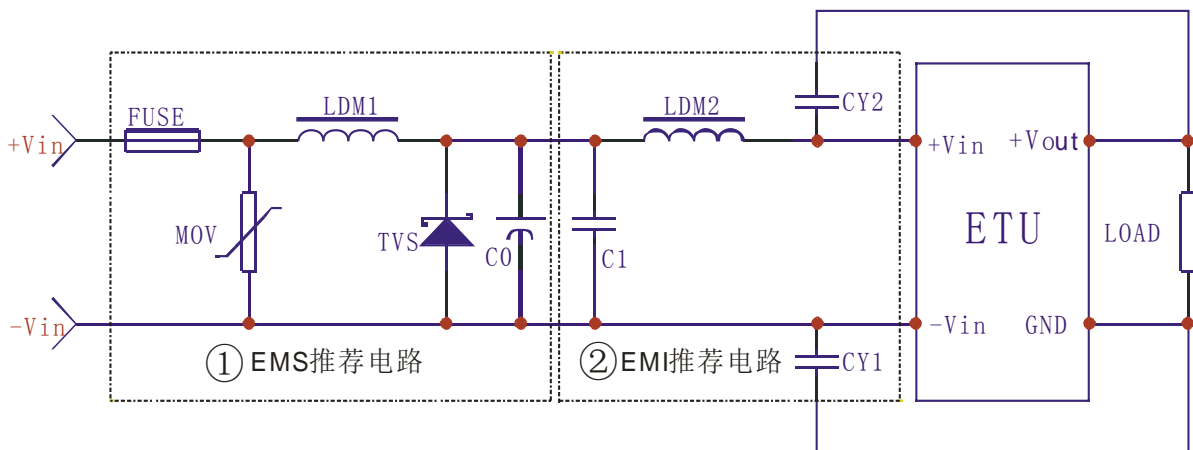 FUSE
LDM1
LDM2
CY2
+Vin
+Vin
+Vout
MOV
TVS
C0
C1
ETU
LOAD
-Vin
-Vin
GND
① EMS推荐电路
② EMI推荐电路
CY1